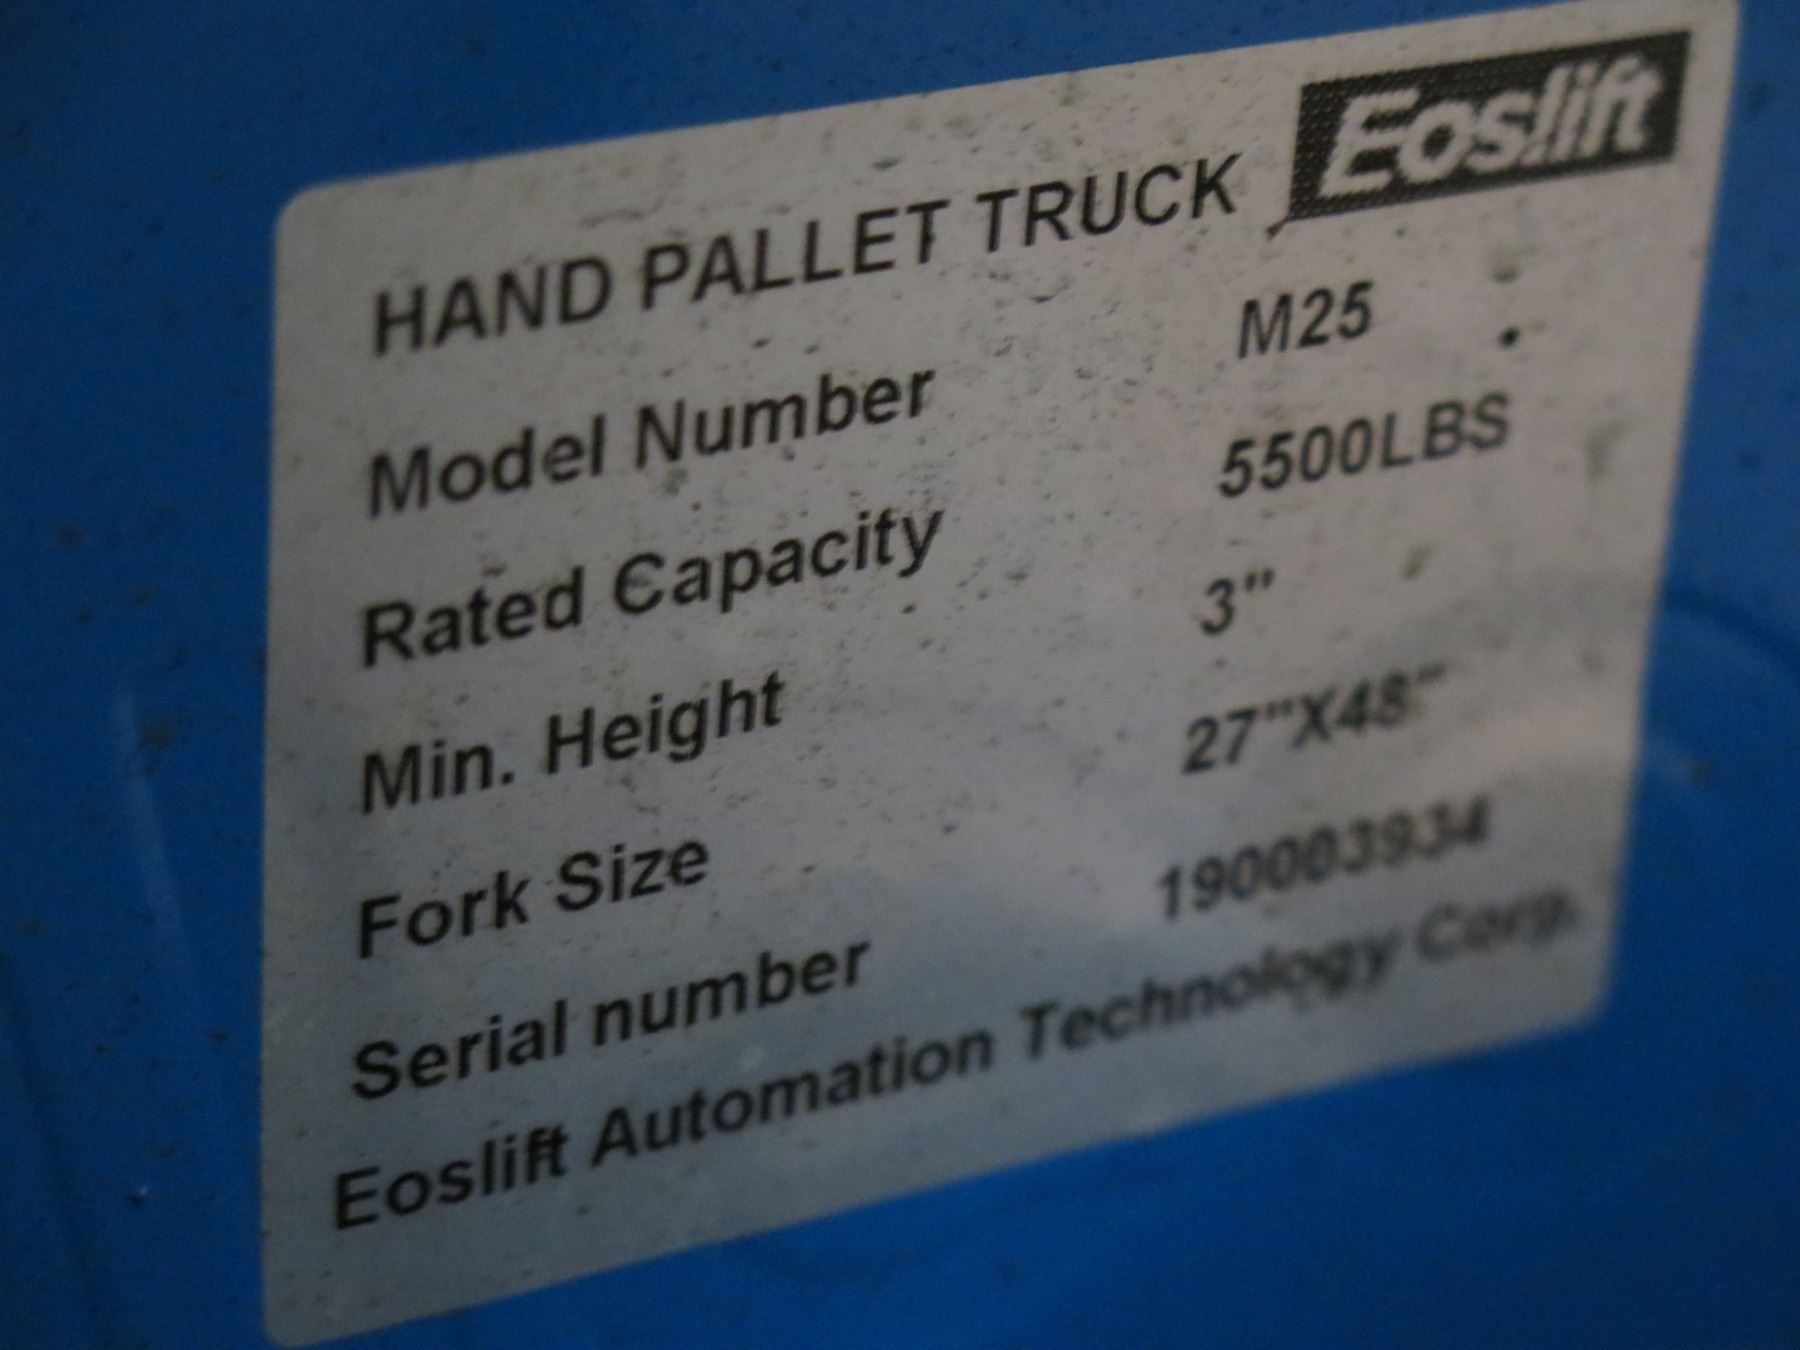 Eoslift
HAND PALLET TRUCK
Model Number M25
Rated Capacity 5500LBS
Min. Height 3"
Fork Size 27"X48"
Serial number 190003934
Eoslift Automation Technology Corp.